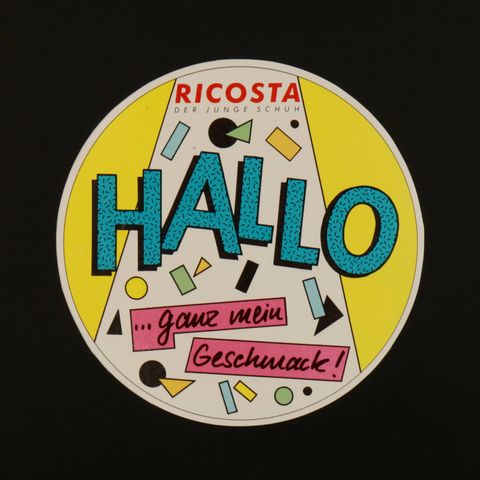 RICOSTA
DER JUNGE SCHUH
HALLO
...ganz mein
Geschmack!